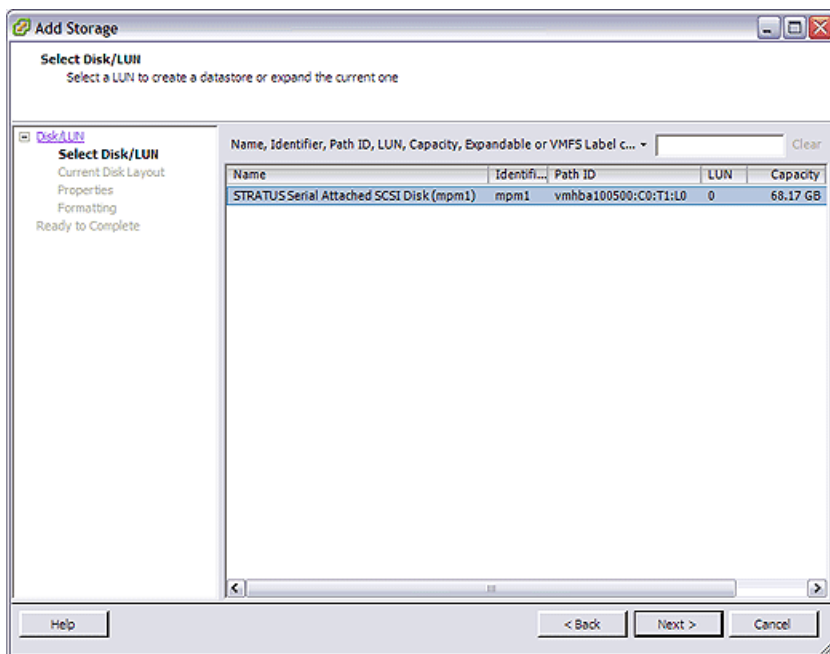 Add Storage
Select Disk/LUN
Select a LUN to create a datastore or expand the current one
Disk/LUN
Select Disk/LUN
Current Disk Layout
Properties
Formatting
Ready to Complete
Name, Identifier, Path ID, LUN, Capacity, Expandable or VMFS Label c...
Clear
Name Identifi... Path ID LUN Capacity
STRATUS Serial Attached SCSI Disk (mpm1) mpm1 vmhba100500:C0:T1:L0 0 68.17 GB
Help < Back Next > Cancel